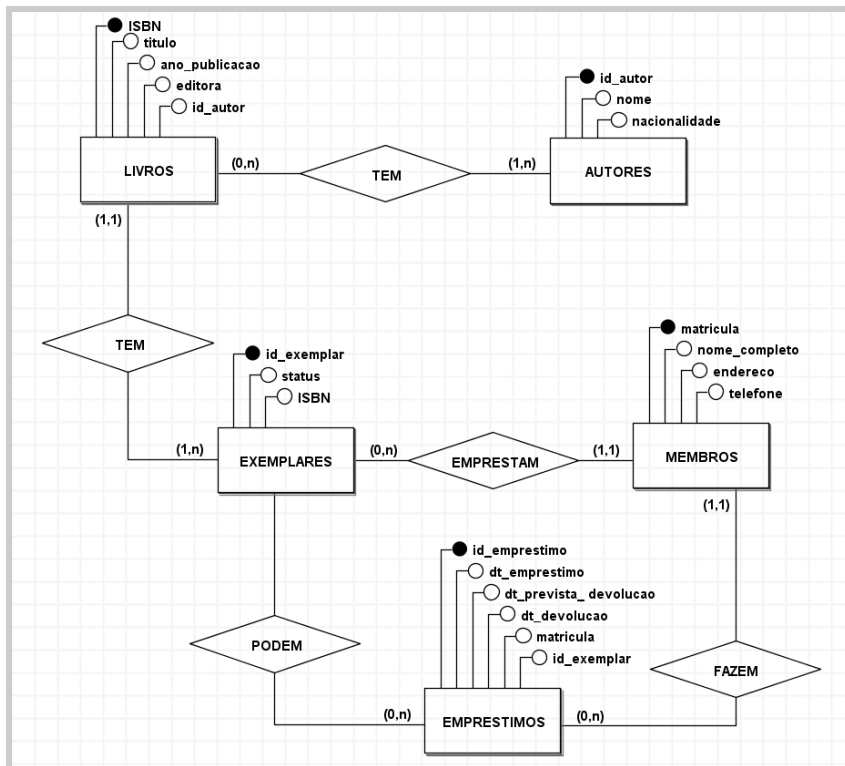 ISBN
titulo
ano_publicacao
editora
id_autor
LIVROS
(0,n)
TEM
(1,n)
id_autor
nome
nacionalidade
AUTORES
(1,1)
TEM
(1,n)
id_exemplar
status
ISBN
EXEMPLARES
(0,n)
EMPRESTAM
(1,1)
matricula
nome_completo
endereco
telefone
MEMBROS
(1,1)
PODEM
(0,n)
id_emprestimo
dt_emprestimo
dt_prevista_ devolucao
dt_devolucao
matricula
id_exemplar
EMPRESTIMOS
(0,n)
FAZEM